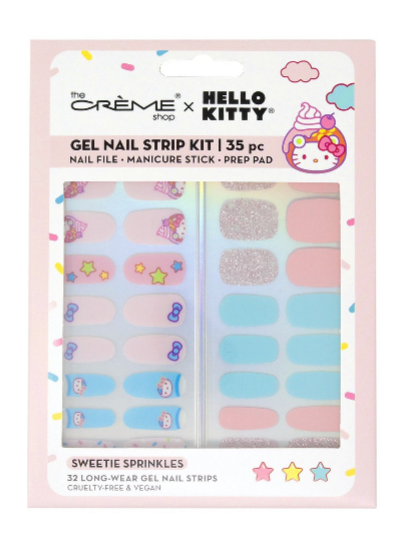 the
CRÈME®
shop
×
HELLO
KITTY®
GEL NAIL STRIP KIT | 35 pc
NAIL FILE • MANICURE STICK • PREP PAD
SWEETIE SPRINKLES
32 LONG-WEAR GEL NAIL STRIPS
CRUELTY-FREE & VEGAN